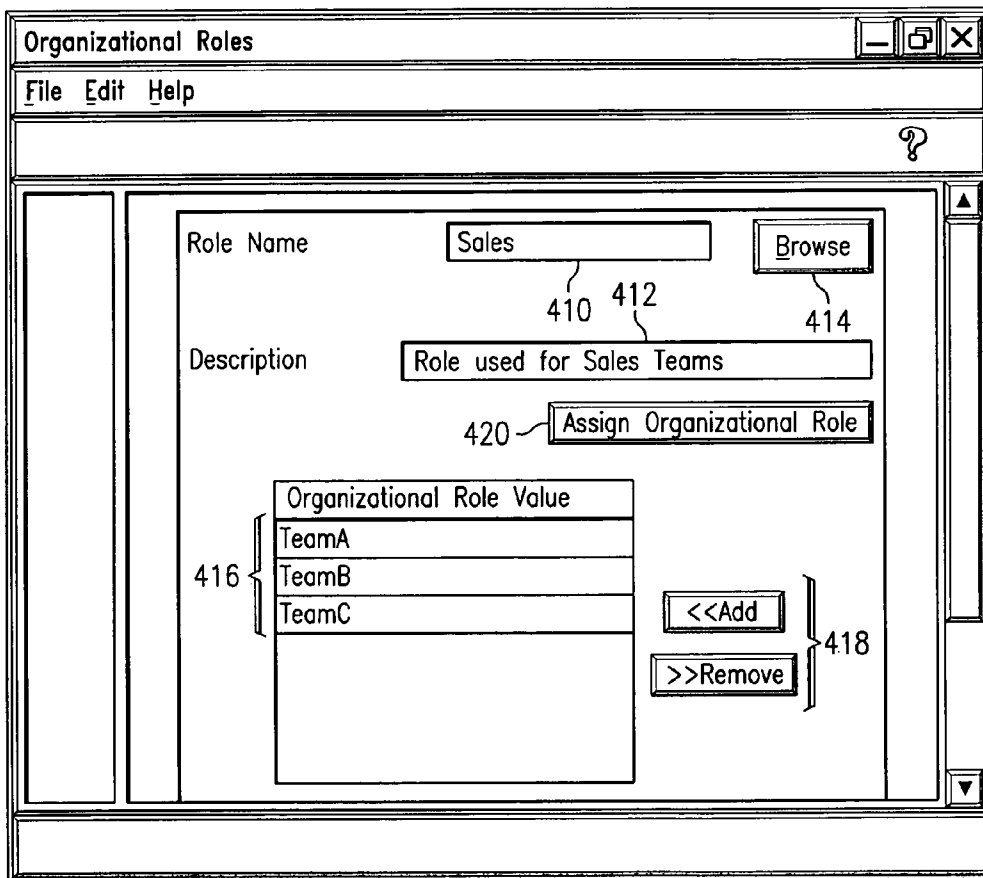 Organizational Roles
File Edit Help
?
Role Name Sales Browse
410 412 414
Description Role used for Sales Teams
420 Assign Organizational Role
Organizational Role Value
TeamA
416 TeamB
TeamC
<<Add
418
>>Remove